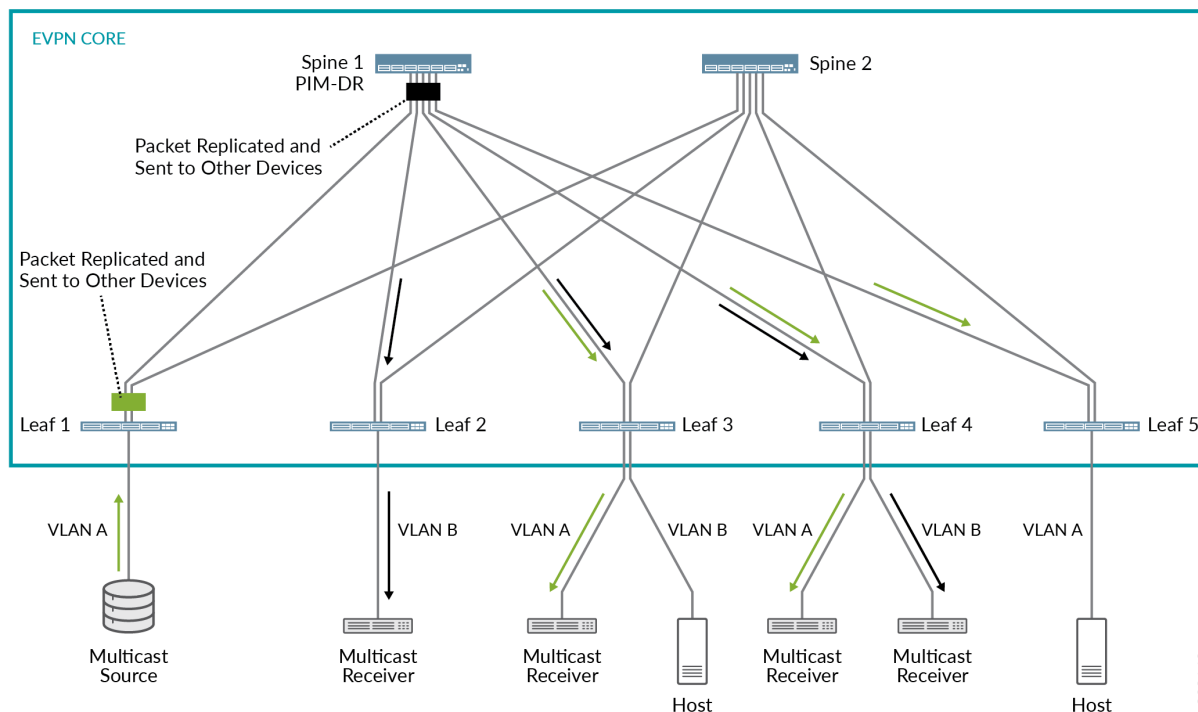 EVPN CORE
Spine 1
PIM-DR
Spine 2
Packet Replicated and
Sent to Other Devices
Packet Replicated and
Sent to Other Devices
Leaf 1
Leaf 2
Leaf 3
Leaf 4
Leaf 5
VLAN A
VLAN B
VLAN A
VLAN B
VLAN A
VLAN B
VLAN A
Multicast
Source
Multicast
Receiver
Multicast
Receiver
Host
Multicast
Receiver
Multicast
Receiver
Host